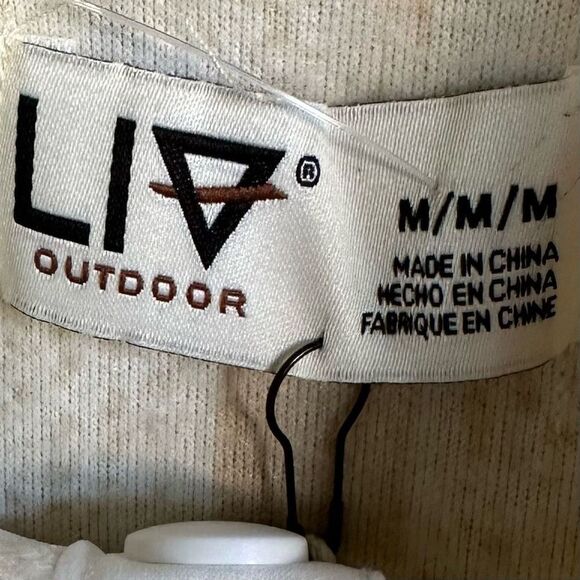 LIV®
OUTDOOR
M/M/M
MADE IN CHINA
HECHO EN CHINA
FABRIQUE EN CHINE